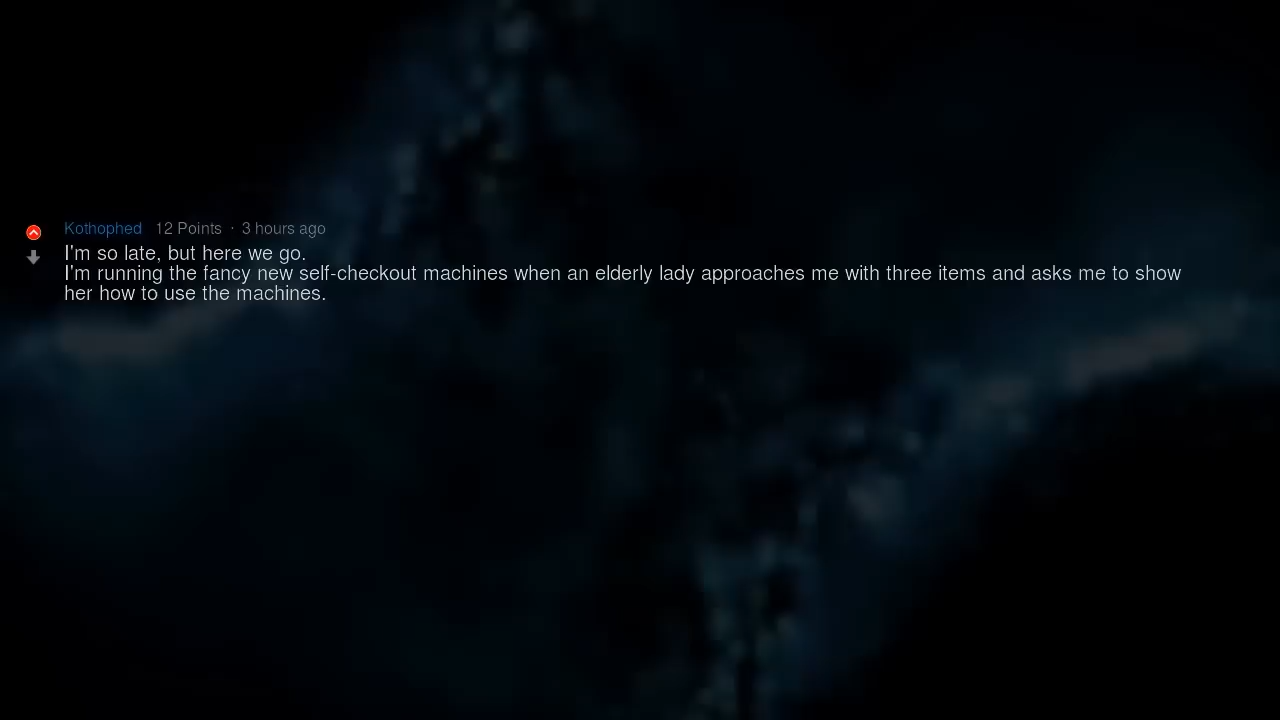 Kothophed 12 Points · 3 hours ago
I'm so late, but here we go.
I'm running the fancy new self-checkout machines when an elderly lady approaches me with three items and asks me to show
her how to use the machines.